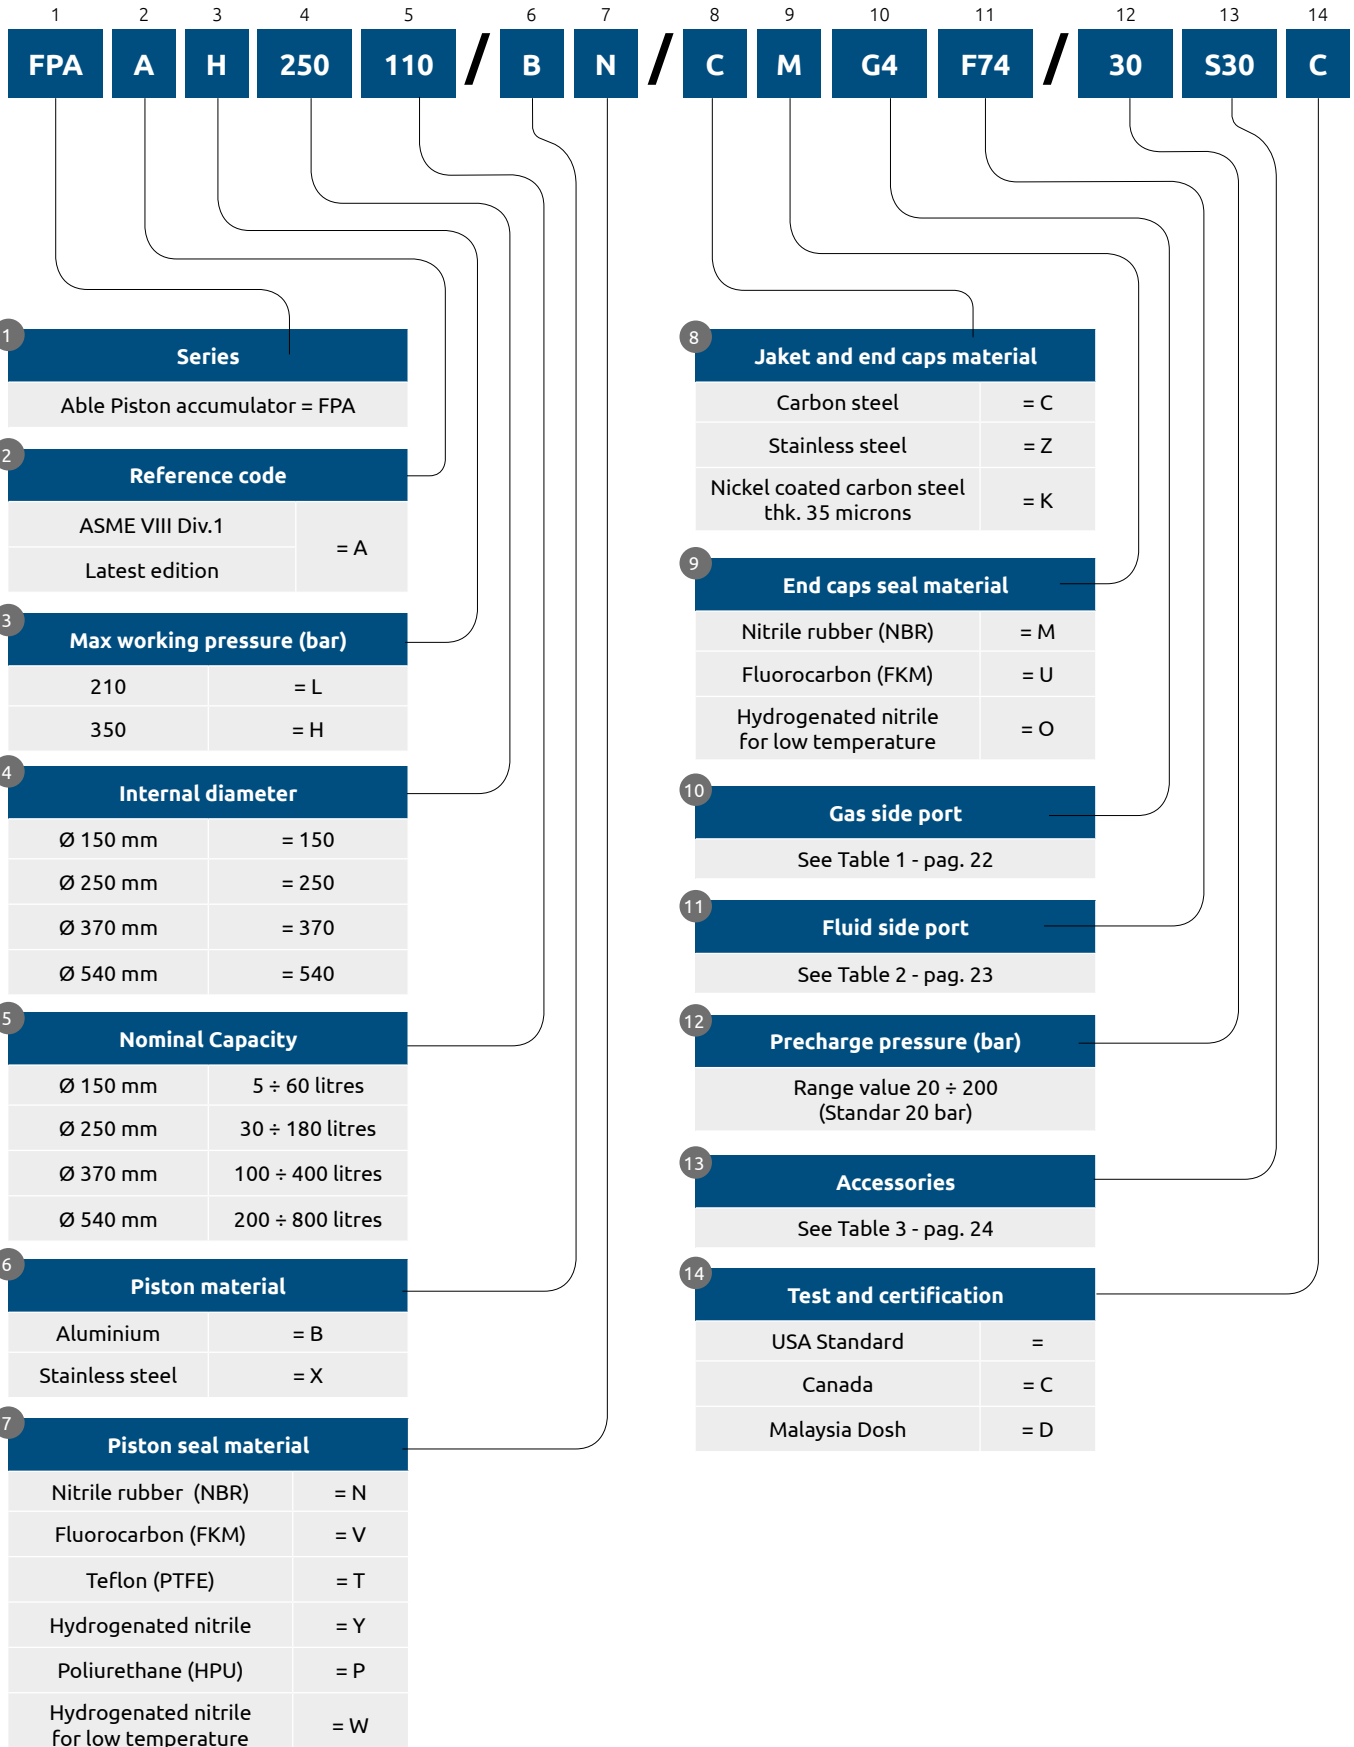 1 2 3 4 5 6 7 8 9 10 11 12 13 14
FPA A H 250 110 / B N / C M G4 F74 / 30 S30 C
1
Series
Able Piston accumulator = FPA
2
Reference code
ASME VIII Div.1
= A
Latest edition
3
Max working pressure (bar)
210 = L
350 = H
4
Internal diameter
Ø 150 mm = 150
Ø 250 mm = 250
Ø 370 mm = 370
Ø 540 mm = 540
5
Nominal Capacity
Ø 150 mm 5 ÷ 60 litres
Ø 250 mm 30 ÷ 180 litres
Ø 370 mm 100 ÷ 400 litres
Ø 540 mm 200 ÷ 800 litres
6
Piston material
Aluminium = B
Stainless steel = X
7
Piston seal material
Nitrile rubber (NBR) = N
Fluorocarbon (FKM) = V
Teflon (PTFE) = T
Hydrogenated nitrile = Y
Poliurethane (HPU) = P
Hydrogenated nitrile
for low temperature = W
8
Jaket and end caps material
Carbon steel = C
Stainless steel = Z
Nickel coated carbon steel
thk. 35 microns = K
9
End caps seal material
Nitrile rubber (NBR) = M
Fluorocarbon (FKM) = U
Hydrogenated nitrile
for low temperature = O
10
Gas side port
See Table 1 - pag. 22
11
Fluid side port
See Table 2 - pag. 23
12
Precharge pressure (bar)
Range value 20 ÷ 200
(Standar 20 bar)
13
Accessories
See Table 3 - pag. 24
14
Test and certification
USA Standard =
Canada = C
Malaysia Dosh = D